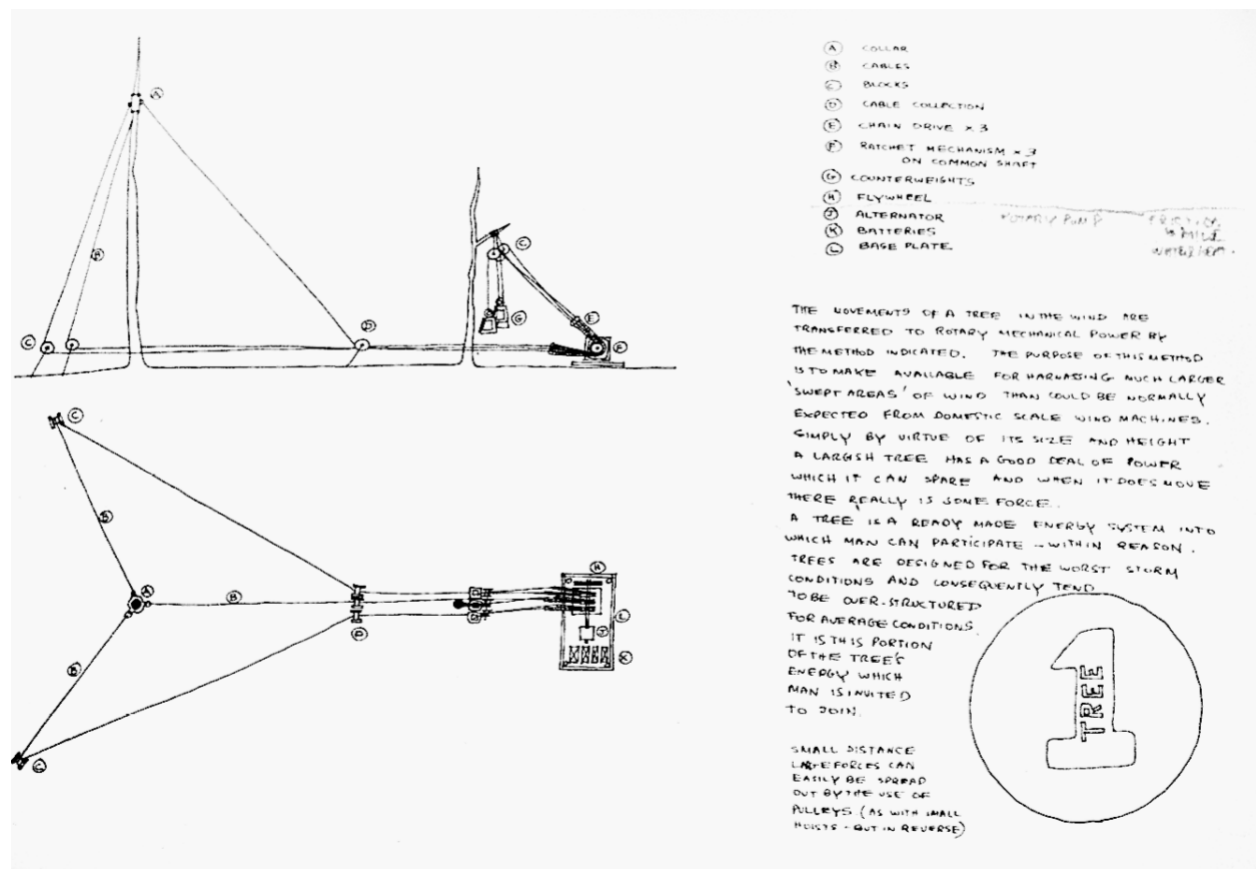 A COLLAR
B CABLES
C BLOCKS
D CABLE COLLECTION
E CHAIN DRIVE × 3
F RATCHET MECHANISM × 3
ON COMMON SHAFT
G COUNTERWEIGHTS
H FLYWHEEL
J ALTERNATOR
K BATTERIES
L BASE PLATE
ROTARY PUMP
THE MOVEMENTS OF A TREE IN THE WIND ARE
TRANSFERRED TO ROTARY MECHANICAL POWER BY
THE METHOD INDICATED. THE PURPOSE OF THIS METHOD
IS TO MAKE AVAILABLE FOR HARNASSING MUCH LARGER
'SWEPT AREAS' OF WIND THAN COULD BE NORMALLY
EXPECTED FROM DOMESTIC SCALE WIND MACHINES.
SIMPLY BY VIRTUE OF ITS SIZE AND HEIGHT
A LARGISH TREE HAS A GOOD DEAL OF POWER
WHICH IT CAN SPARE AND WHEN IT DOES MOVE
THERE REALLY IS SOME FORCE.
A TREE IS A READY MADE ENERGY SYSTEM INTO
WHICH MAN CAN PARTICIPATE - WITHIN REASON.
TREES ARE DESIGNED FOR THE WORST STORM
CONDITIONS AND CONSEQUENTLY TEND
TO BE OVER-STRUCTURED
FOR AVERAGE CONDITIONS.
IT IS THIS PORTION
OF THE TREE'S
ENERGY WHICH
MAN IS INVITED
TO JOIN.
SMALL DISTANCE
LARGE FORCES CAN
EASILY BE SPREAD
OUT BY THE USE OF
PULLEYS. (AS WITH SMALL
HOISTS - BUT IN REVERSE)
1
TREE
A
B
C
D
C
G
E
F
C
B
A
B
D
B
C
H
L
J
K